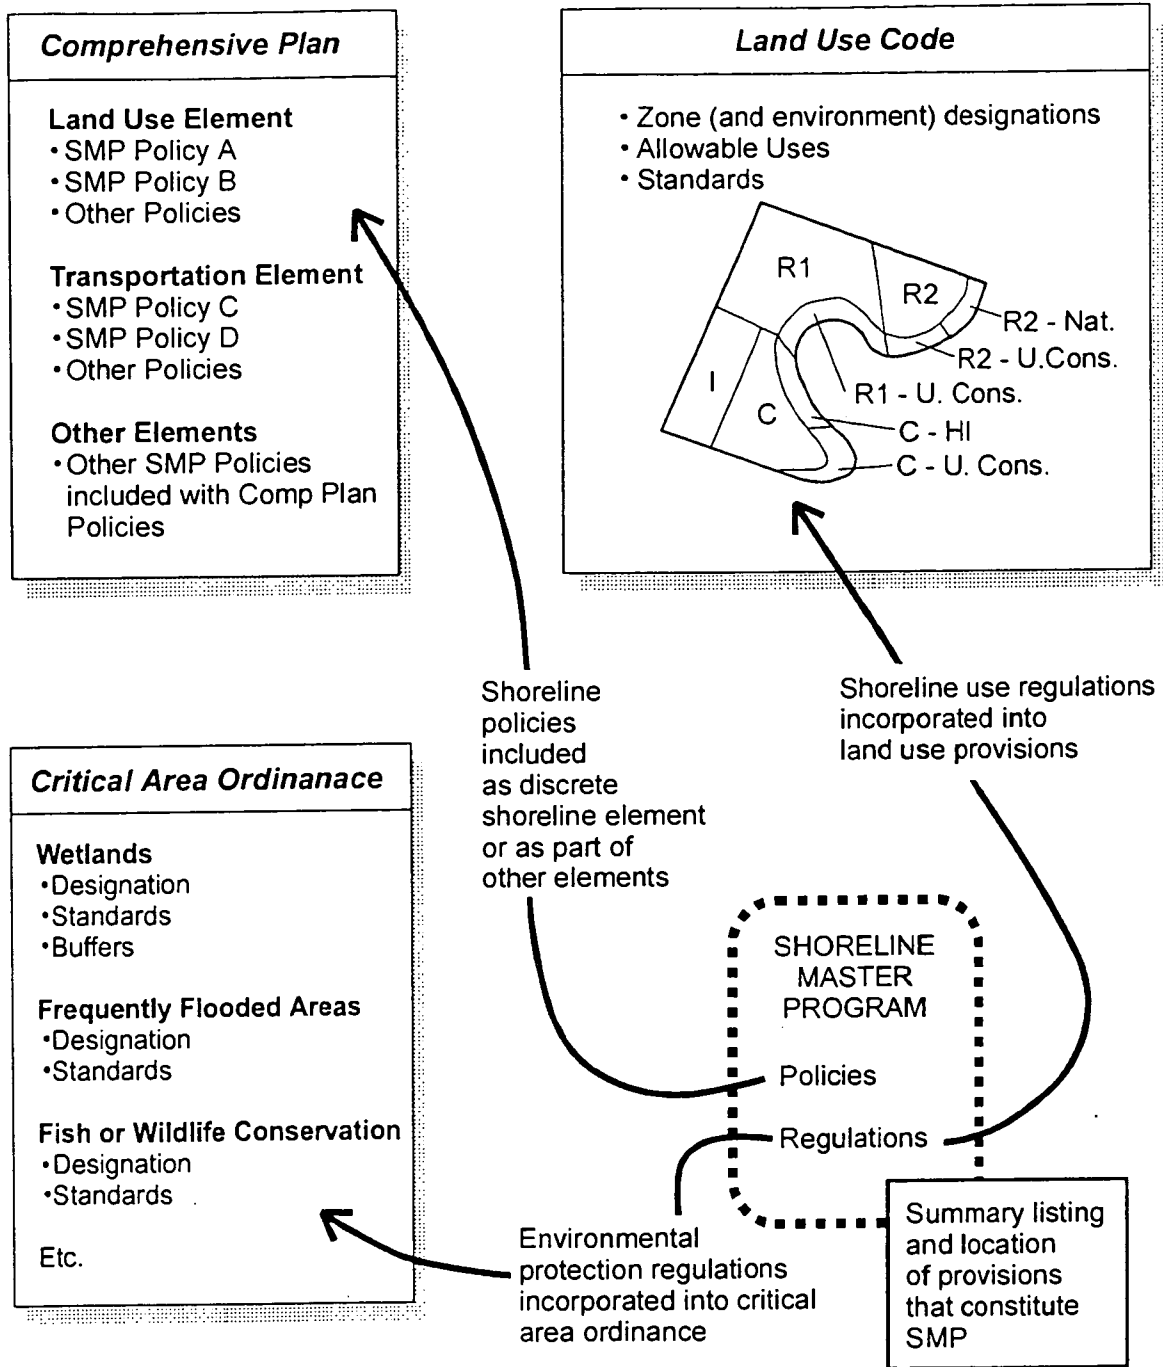 Comprehensive Plan
Land Use Element
• SMP Policy A
• SMP Policy B
• Other Policies
Transportation Element
• SMP Policy C
• SMP Policy D
• Other Policies
Other Elements
• Other SMP Policies
included with Comp Plan
Policies
Land Use Code
• Zone (and environment) designations
• Allowable Uses
• Standards
R1
R2
R2 - Nat.
R2 - U.Cons.
I
R1 - U. Cons.
C
C - HI
C - U. Cons.
Shoreline
policies
included
as discrete
shoreline element
or as part of
other elements
Shoreline use regulations
incorporated into
land use provisions
Critical Area Ordinanace
Wetlands
•Designation
•Standards
•Buffers
Frequently Flooded Areas
•Designation
•Standards
Fish or Wildlife Conservation
•Designation
•Standards
Etc.
SHORELINE
MASTER
PROGRAM
Policies
Regulations
Environmental
protection regulations
incorporated into critical
area ordinance
Summary listing
and location
of provisions
that constitute
SMP